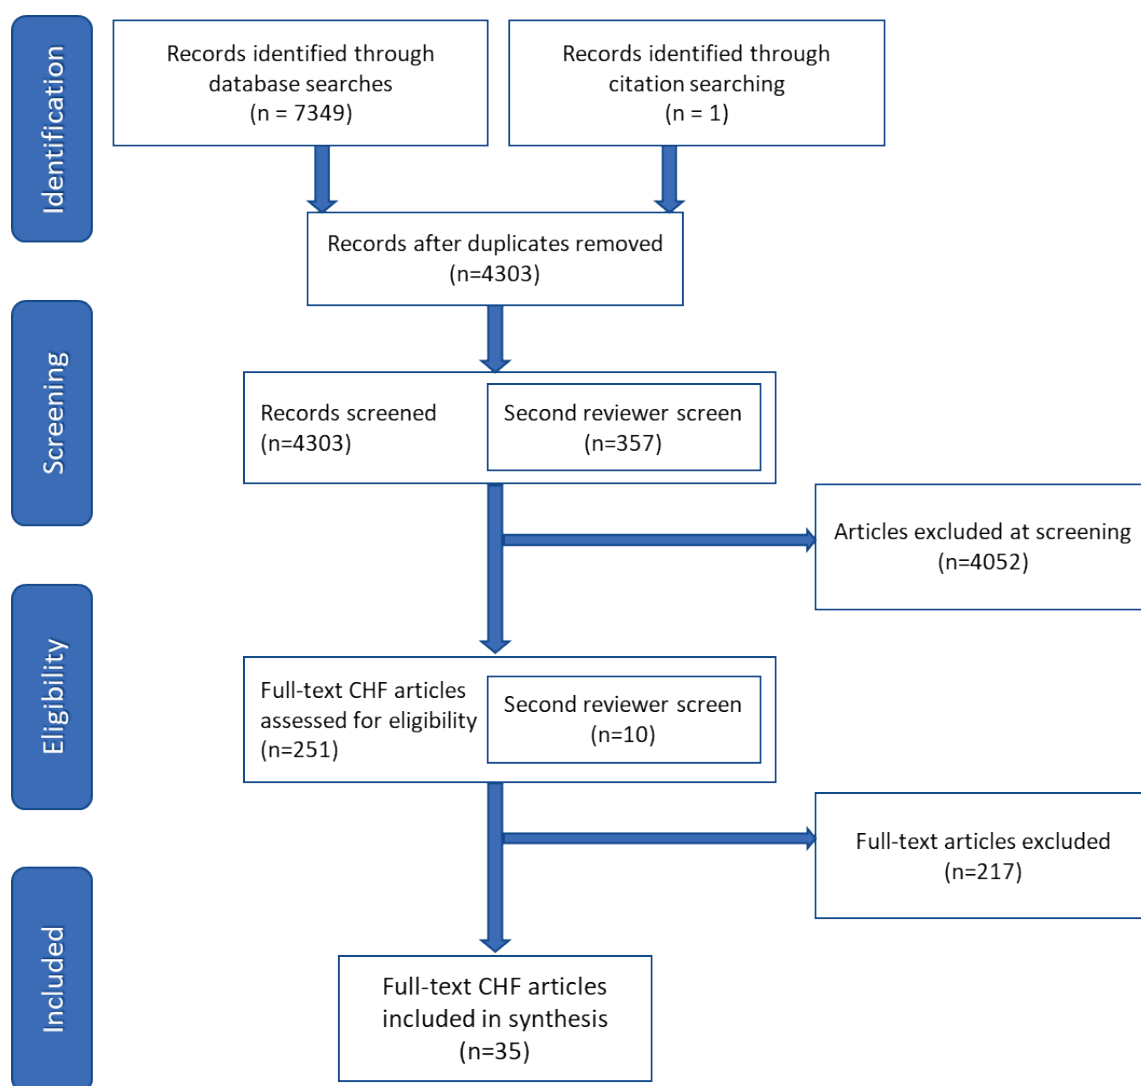 Identification
Records identified through
database searches
(n = 7349)
Records identified through
citation searching
(n = 1)
Records after duplicates removed
(n=4303)
Screening
Records screened
(n=4303)
Second reviewer screen
(n=357)
Articles excluded at screening
(n=4052)
Eligibility
Full-text CHF articles
assessed for eligibility
(n=251)
Second reviewer screen
(n=10)
Full-text articles excluded
(n=217)
Included
Full-text CHF articles
included in synthesis
(n=35)